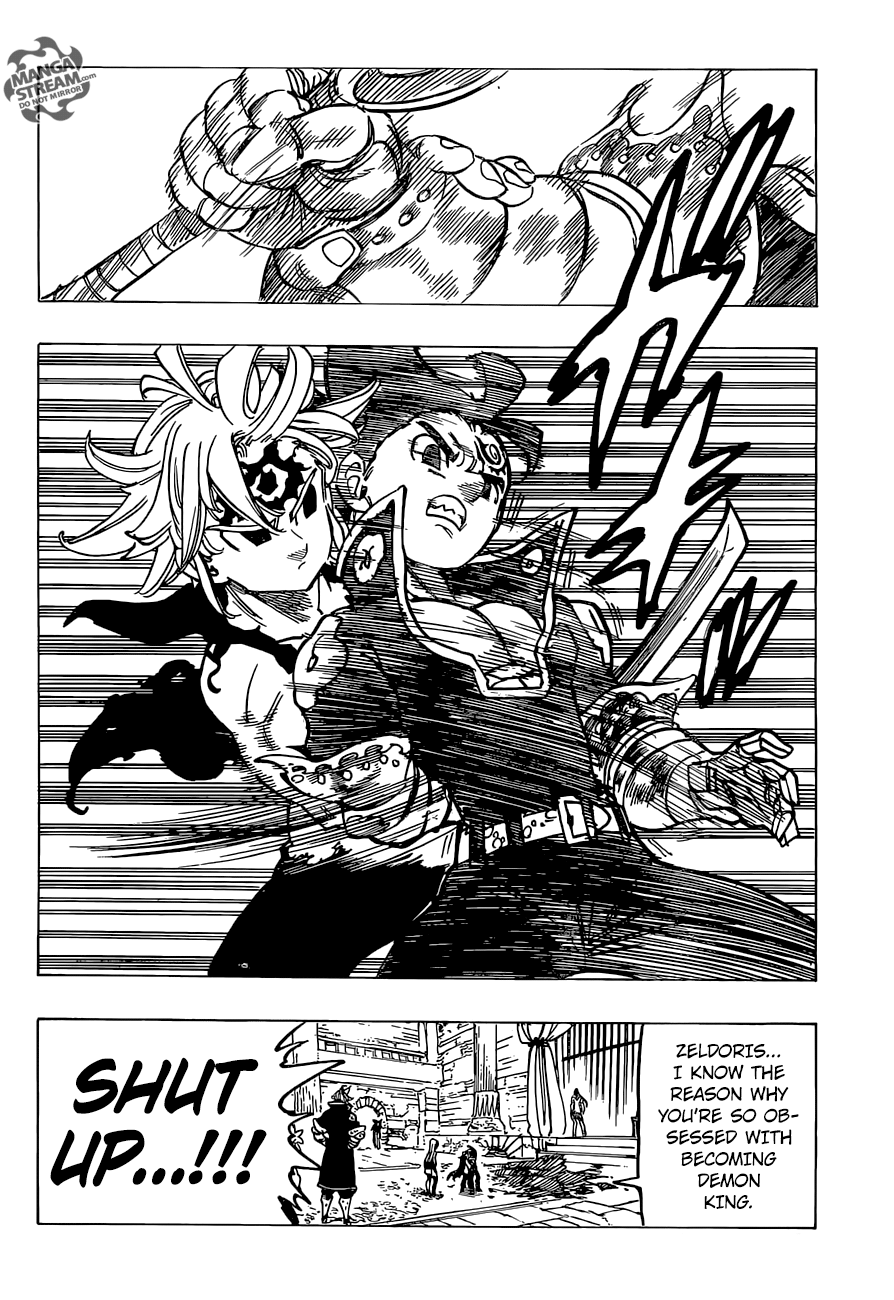 MANGA
STREAM.com
DO NOT MIRROR
ZELDORIS...
I KNOW THE
REASON WHY
YOU'RE SO OB-
SESSED WITH
BECOMING
DEMON
KING.
SHUT
UP...!!!